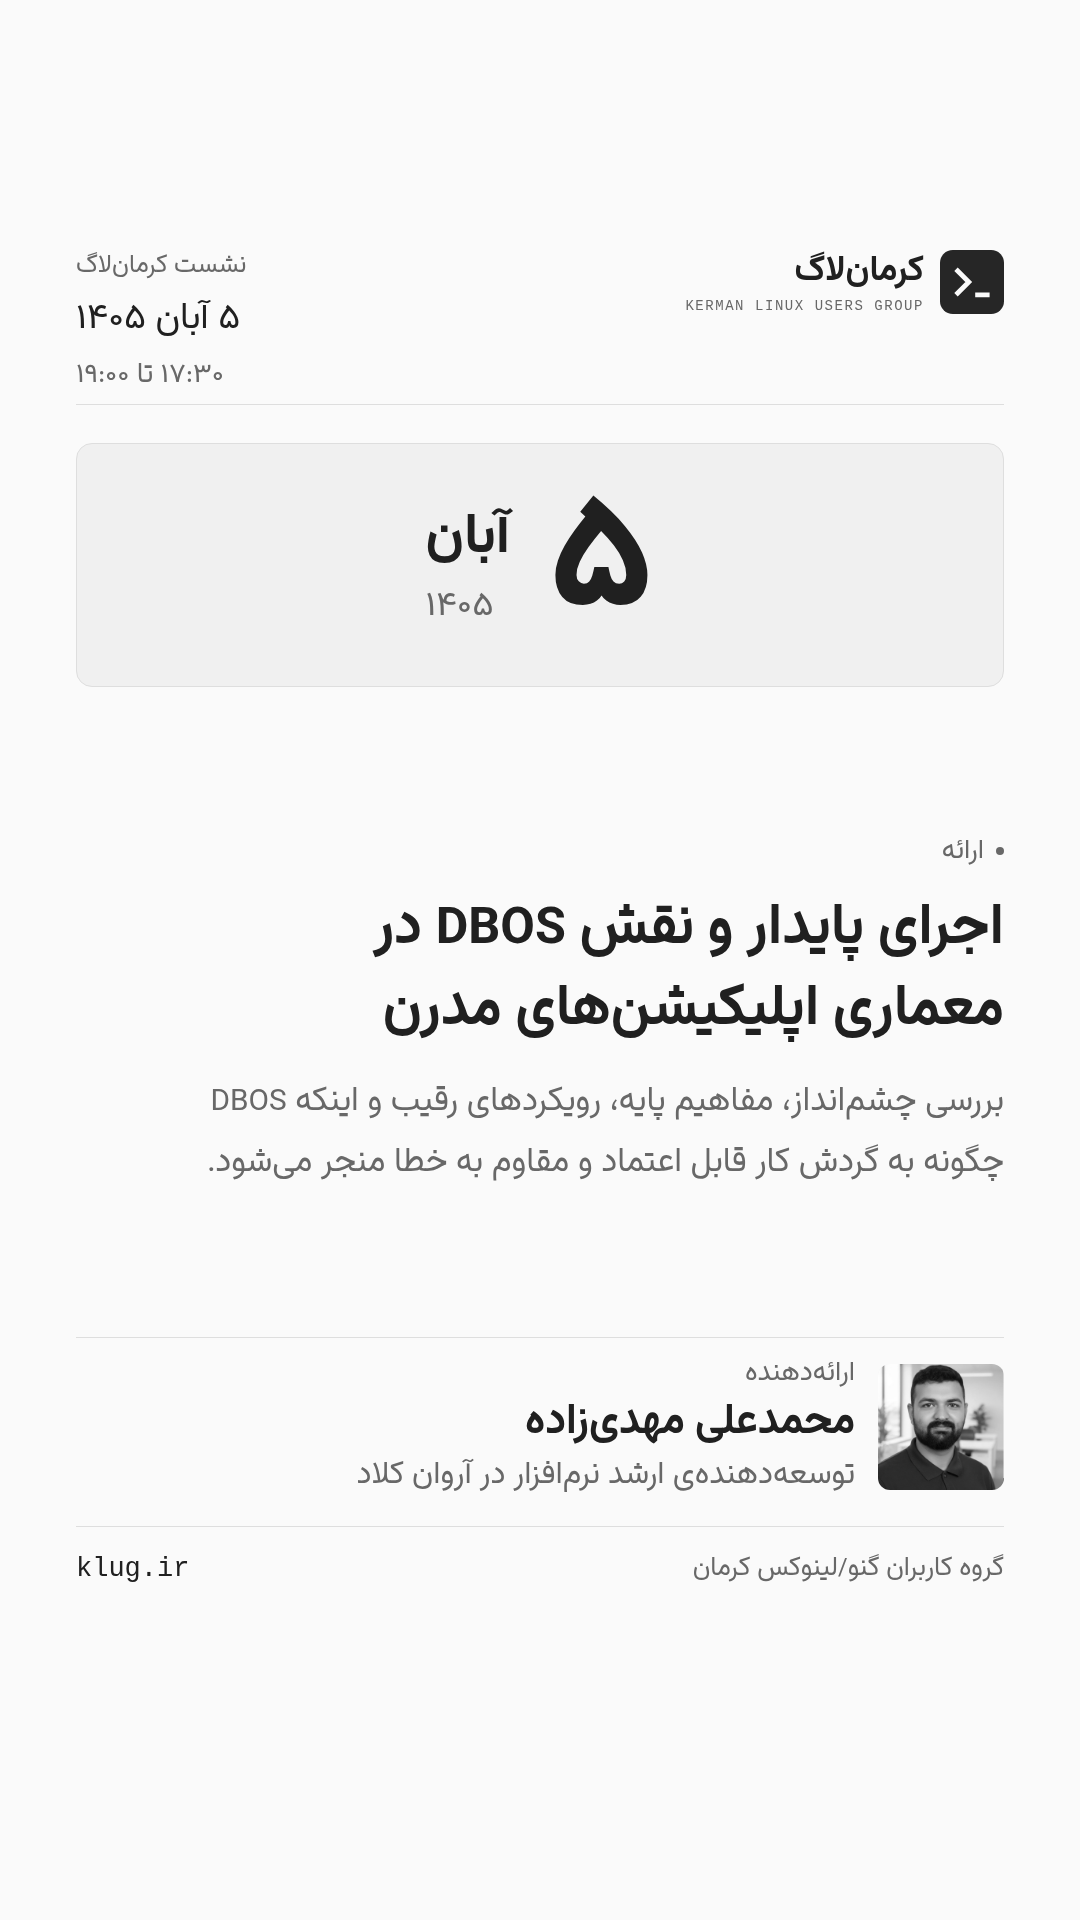 کرمان‌لاگ
KERMAN LINUX USERS GROUP
نشست کرمان‌لاگ
۵ آبان ۱۴۰۵
۱۷:۳۰ تا ۱۹:۰۰
۵
آبان
۱۴۰۵
• ارائه
اجرای پایدار و نقش DBOS در
معماری اپلیکیشن‌های مدرن
بررسی چشم‌انداز، مفاهیم پایه، رویکردهای رقیب و اینکه DBOS
چگونه به گردش کار قابل اعتماد و مقاوم به خطا منجر می‌شود.
ارائه‌دهنده
محمدعلی مهدی‌زاده
توسعه‌دهنده‌ی ارشد نرم‌افزار در آروان کلاد
گروه کاربران گنو/لینوکس کرمان
klug.ir